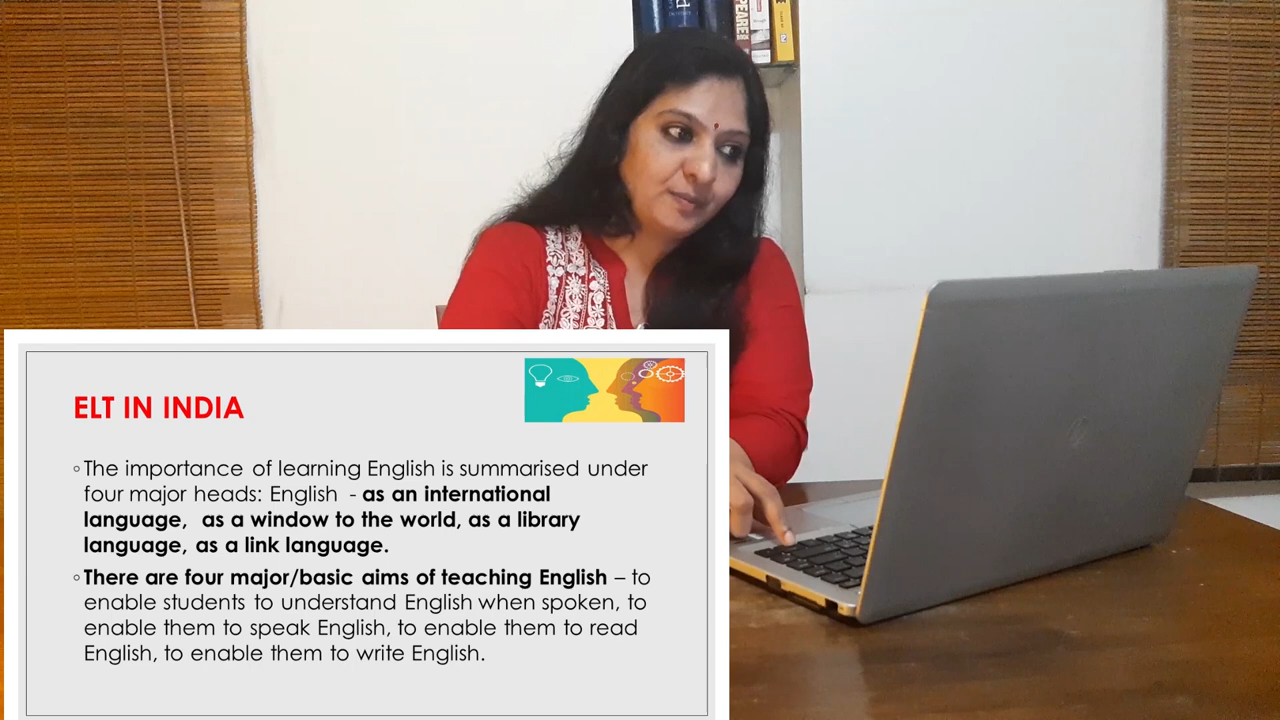 PEARE
ELT IN INDIA
◦The importance of learning English is summarised under
four major heads: English - as an international
language, as a window to the world, as a library
language, as a link language.
◦There are four major/basic aims of teaching English – to
enable students to understand English when spoken, to
enable them to speak English, to enable them to read
English, to enable them to write English.